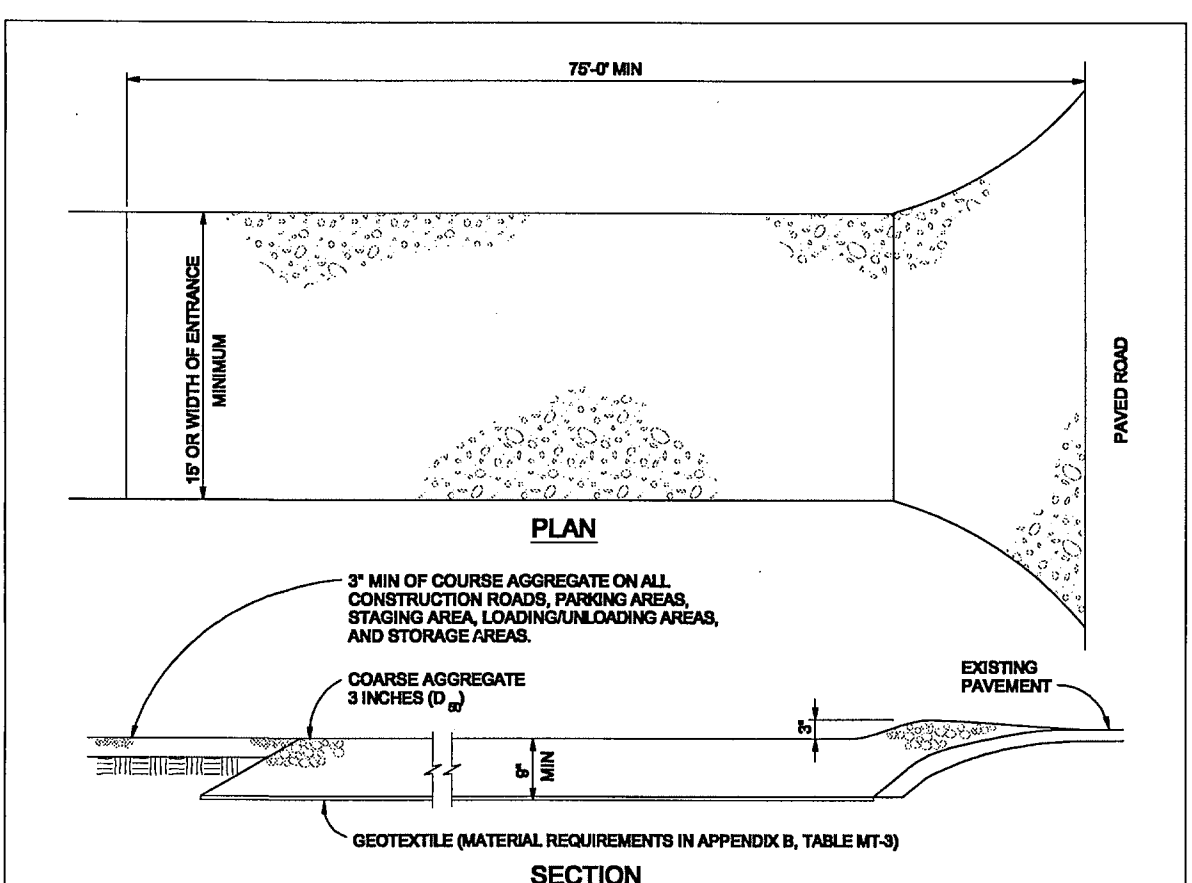 75'-0" MIN
15' OR WIDTH OF ENTRANCE
MINIMUM
PAVED ROAD
PLAN
3" MIN OF COURSE AGGREGATE ON ALL
CONSTRUCTION ROADS, PARKING AREAS,
STAGING AREA, LOADING/UNLOADING AREAS,
AND STORAGE AREAS.
COARSE AGGREGATE
3 INCHES (D 50)
EXISTING
PAVEMENT
3"
9"
MIN
GEOTEXTILE (MATERIAL REQUIREMENTS IN APPENDIX B, TABLE MT-3)
SECTION